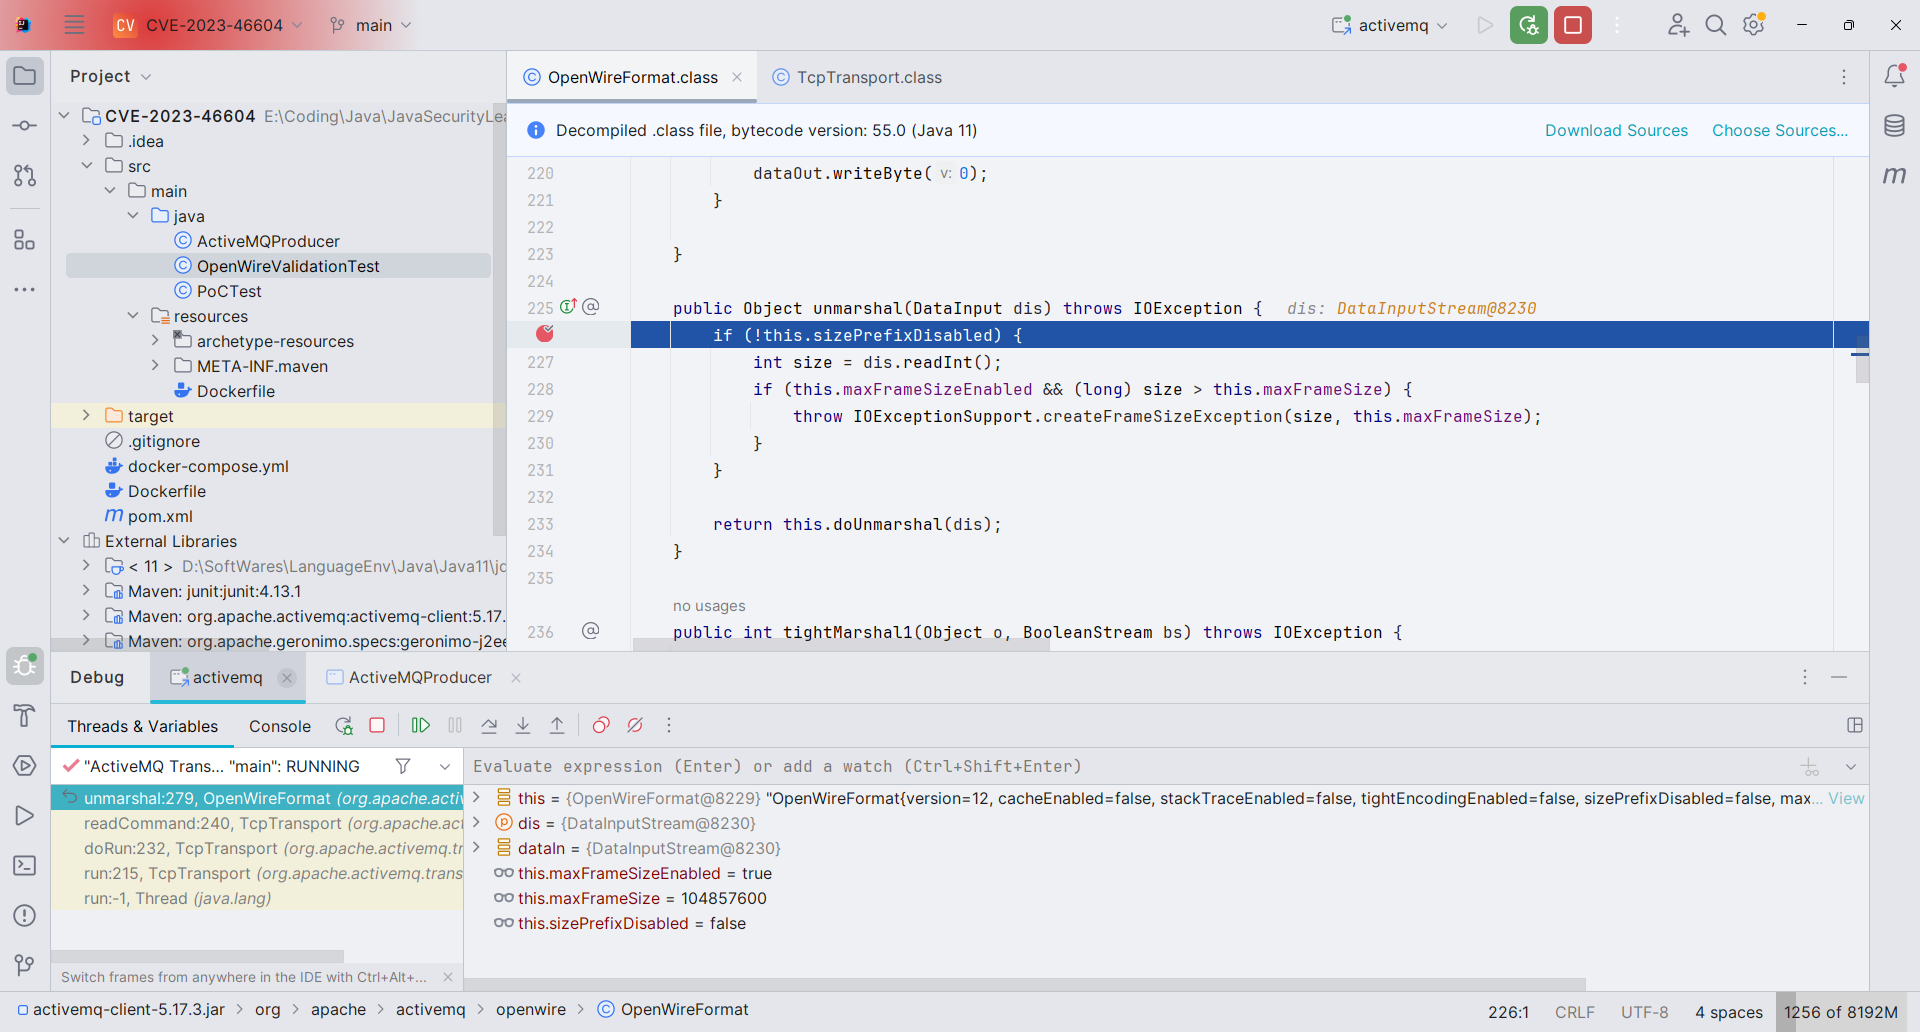 CV CVE-2023-46604 main activemq
Project
CVE-2023-46604 E:\Coding\Java\JavaSecurityLea
.idea
src
main
java
ActiveMQProducer
OpenWireValidationTest
PoCTest
resources
archetype-resources
META-INF.maven
Dockerfile
target
.gitignore
docker-compose.yml
Dockerfile
pom.xml
External Libraries
< 11 > D:\SoftWares\LanguageEnv\Java\Java11\jd
Maven: junit:junit:4.13.1
Maven: org.apache.activemq:activemq-client:5.17.
Maven: org.apache.geronimo.specs:geronimo-j2ee
OpenWireFormat.class TcpTransport.class
Decompiled .class file, bytecode version: 55.0 (Java 11) Download Sources Choose Sources...
220 dataOut.writeByte( v: 0);
221 }
222
223 }
224
225 public Object unmarshal(DataInput dis) throws IOException { dis: DataInputStream@8230
if (!this.sizePrefixDisabled) {
227 int size = dis.readInt();
228 if (this.maxFrameSizeEnabled && (long) size > this.maxFrameSize) {
229 throw IOExceptionSupport.createFrameSizeException(size, this.maxFrameSize);
230 }
231 }
232
233 return this.doUnmarshal(dis);
234 }
235
no usages
236 public int tightMarshal1(Object o, BooleanStream bs) throws IOException {
m
Debug activemq ActiveMQProducer
Threads & Variables Console
"ActiveMQ Trans... "main": RUNNING
unmarshal:279, OpenWireFormat (org.apache.activ
readCommand:240, TcpTransport (org.apache.act
doRun:232, TcpTransport (org.apache.activemq.tr
run:215, TcpTransport (org.apache.activemq.trans
run:-1, Thread (java.lang)
Switch frames from anywhere in the IDE with Ctrl+Alt+...
Evaluate expression (Enter) or add a watch (Ctrl+Shift+Enter)
this = {OpenWireFormat@8229} "OpenWireFormat{version=12, cacheEnabled=false, stackTraceEnabled=false, tightEncodingEnabled=false, sizePrefixDisabled=false, max... View
dis = {DataInputStream@8230}
dataIn = {DataInputStream@8230}
this.maxFrameSizeEnabled = true
this.maxFrameSize = 104857600
this.sizePrefixDisabled = false
activemq-client-5.17.3.jar > org > apache > activemq > openwire > OpenWireFormat
226:1 CRLF UTF-8 4 spaces 1256 of 8192M